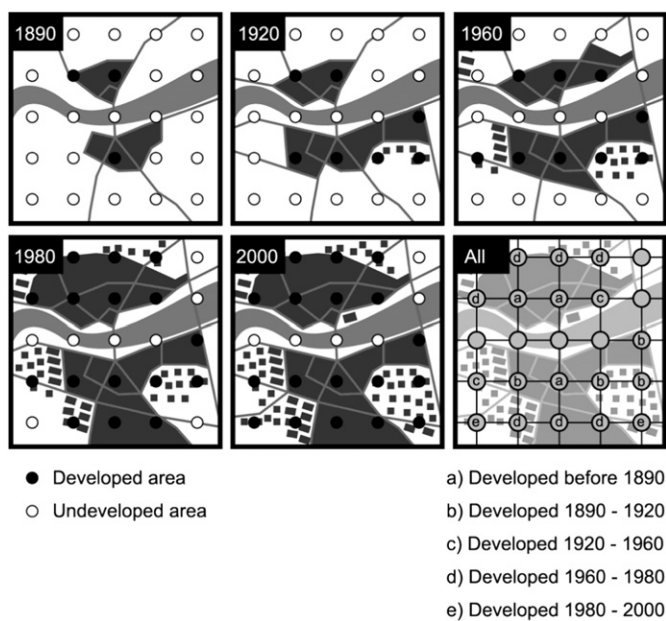 1890
1920
1960
1980
2000
All
d d d
d a a c
b
c b a b b
e d d d e
Developed area
Undeveloped area
a) Developed before 1890
b) Developed 1890 - 1920
c) Developed 1920 - 1960
d) Developed 1960 - 1980
e) Developed 1980 - 2000